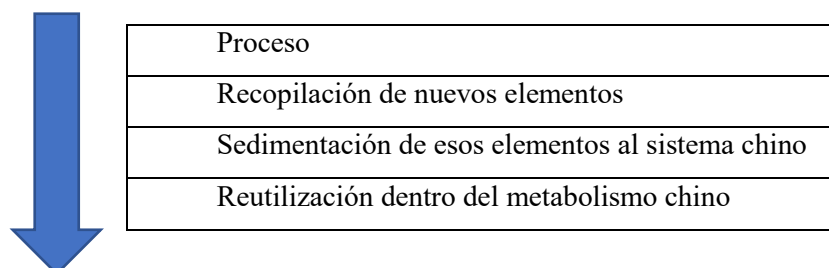 Proceso
Recopilación de nuevos elementos
Sedimentación de esos elementos al sistema chino
Reutilización dentro del metabolismo chino